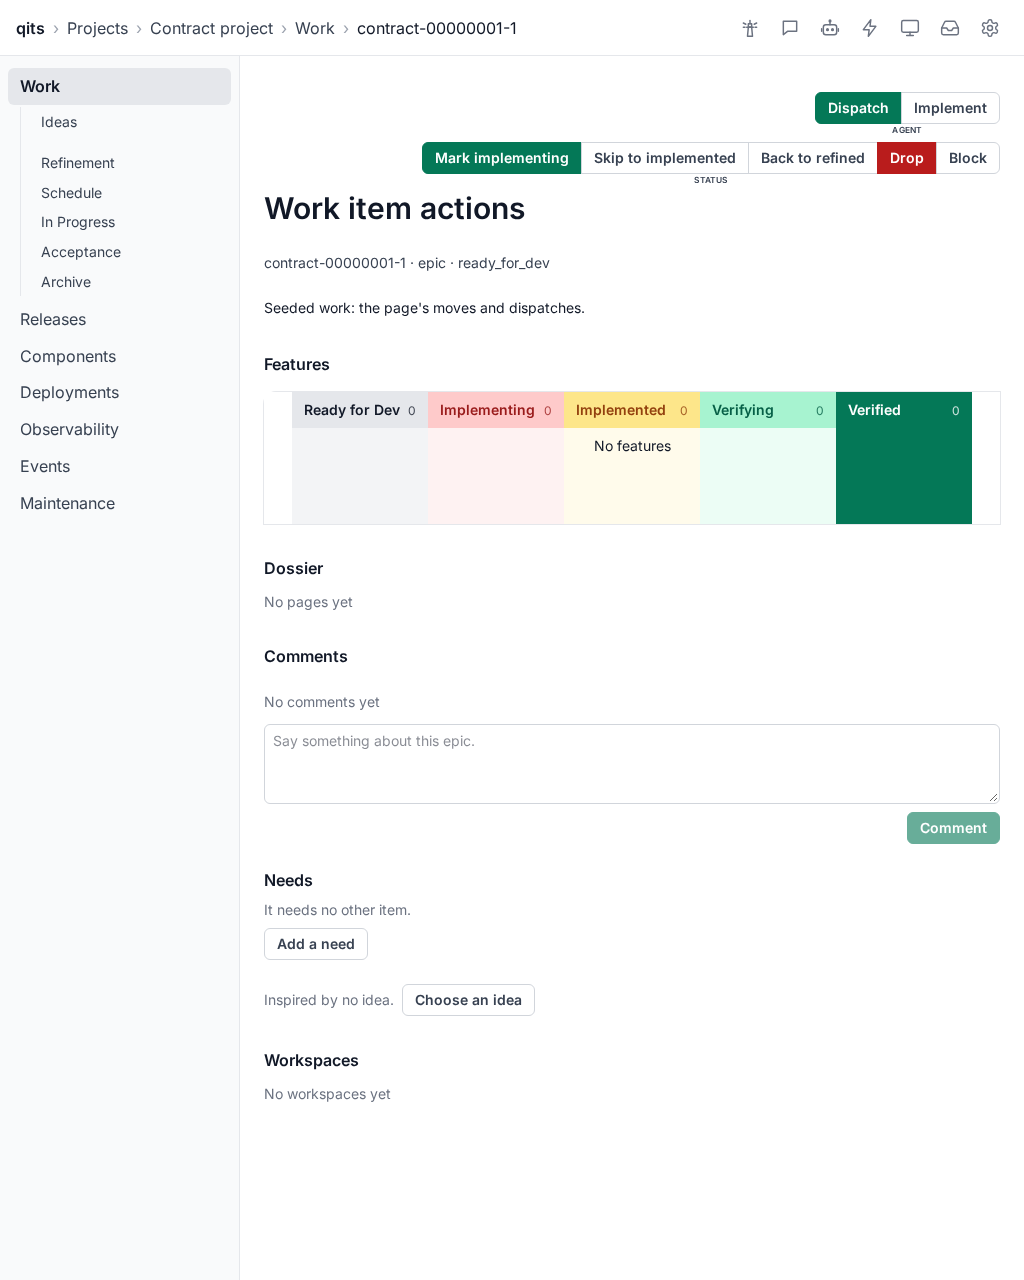 qits › Projects › Contract project › Work › contract-00000001-1
Work
Ideas
Refinement
Schedule
In Progress
Acceptance
Archive
Releases
Components
Deployments
Observability
Events
Maintenance
Dispatch Implement
AGENT
Mark implementing Skip to implemented Back to refined Drop Block
STATUS
Work item actions
contract-00000001-1 · epic · ready_for_dev
Seeded work: the page's moves and dispatches.
Features
Ready for Dev 0 Implementing 0 Implemented 0 Verifying 0 Verified 0
No features
Dossier
No pages yet
Comments
No comments yet
Say something about this epic.
Comment
Needs
It needs no other item.
Add a need
Inspired by no idea. Choose an idea
Workspaces
No workspaces yet